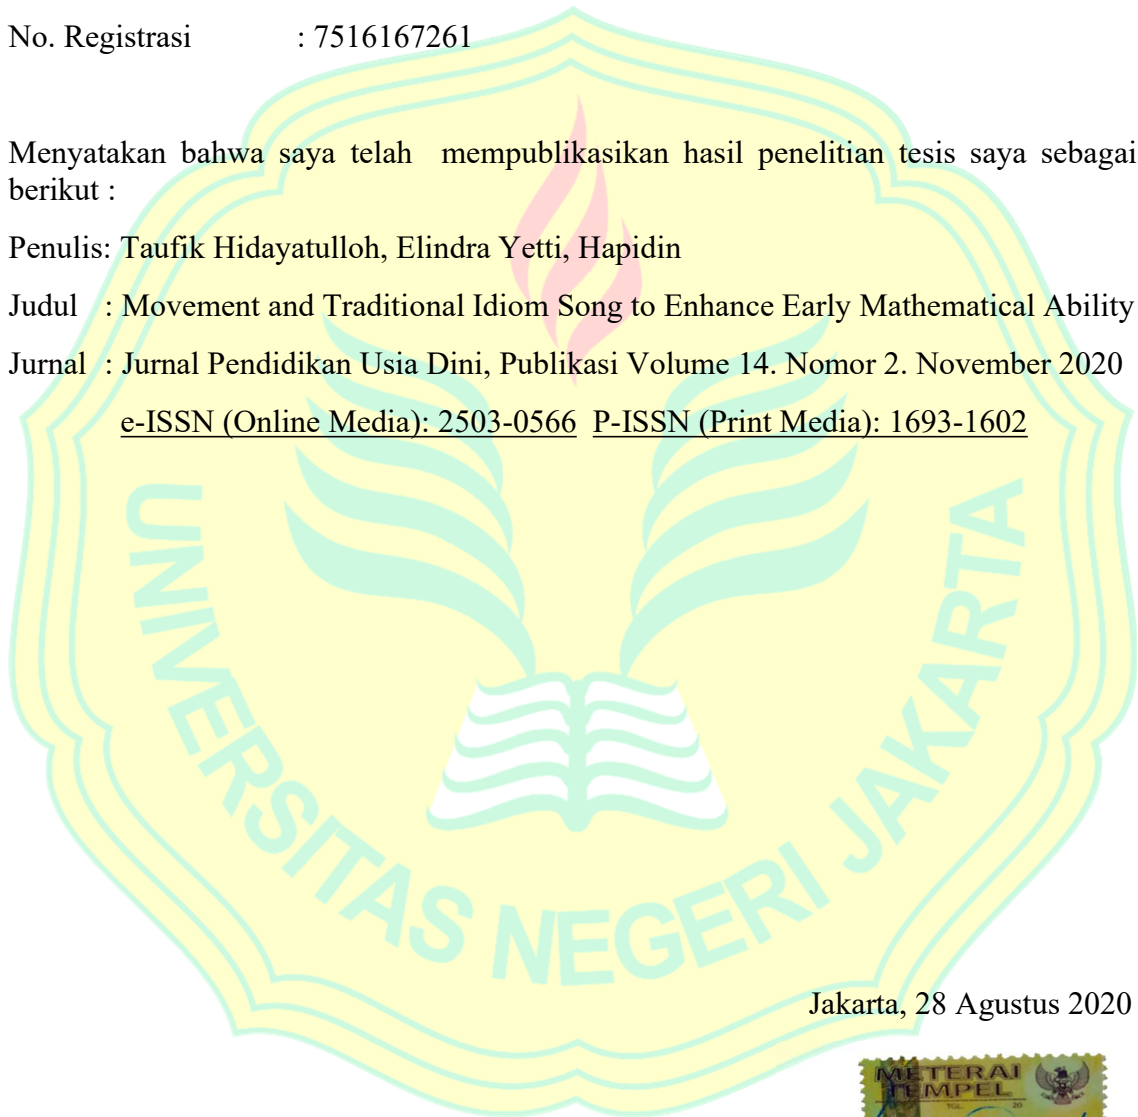 No. Registrasi : 7516167261
Menyatakan bahwa saya telah mempublikasikan hasil penelitian tesis saya sebagai
berikut :
Penulis: Taufik Hidayatulloh, Elindra Yetti, Hapidin
Judul : Movement and Traditional Idiom Song to Enhance Early Mathematical Ability
Jurnal : Jurnal Pendidikan Usia Dini, Publikasi Volume 14. Nomor 2. November 2020
e-ISSN (Online Media): 2503-0566 P-ISSN (Print Media): 1693-1602
UNIVERSITAS NEGERI JAKARTA
Jakarta, 28 Agustus 2020
METERAI
TEMPEL
TGL. 20